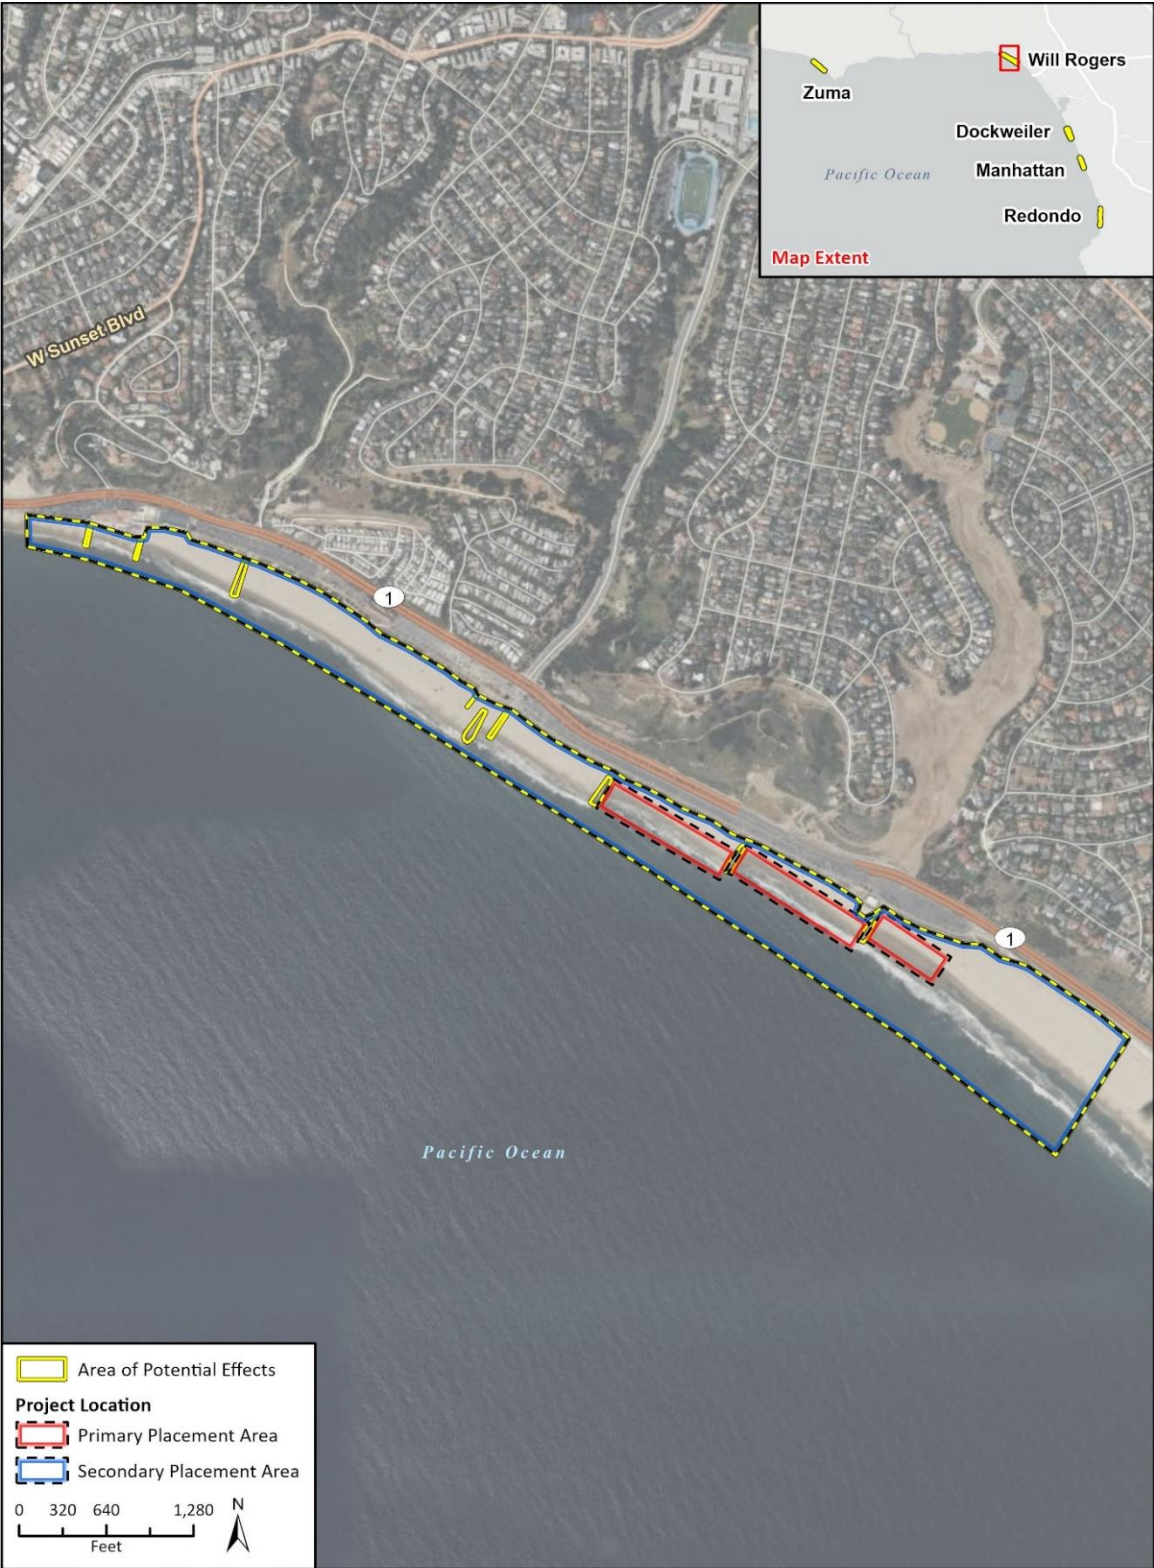 Zuma
Will Rogers
Dockweiler
Manhattan
Pacific Ocean
Redondo
Map Extent
W Sunset Blvd
1
1
Pacific Ocean
Area of Potential Effects
Project Location
Primary Placement Area
Secondary Placement Area
0 320 640 1,280
Feet
N